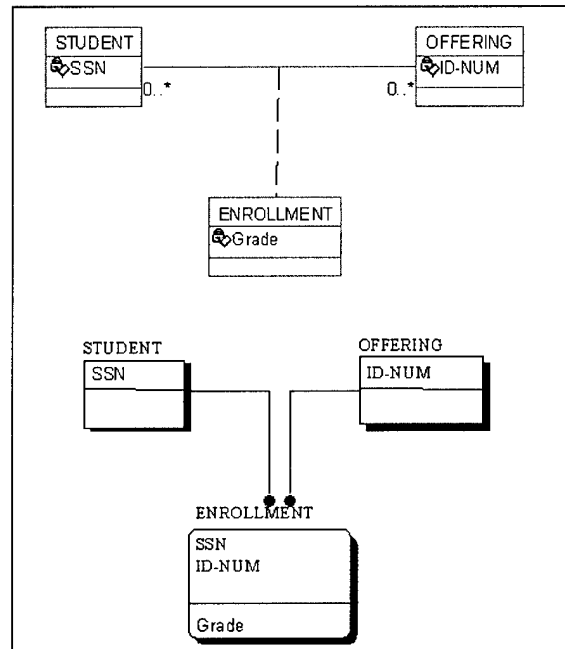 STUDENT
SSN
0..*
OFFERING
ID-NUM
0..*
ENROLLMENT
Grade
STUDENT
SSN
OFFERING
ID-NUM
ENROLLMENT
SSN
ID-NUM
Grade